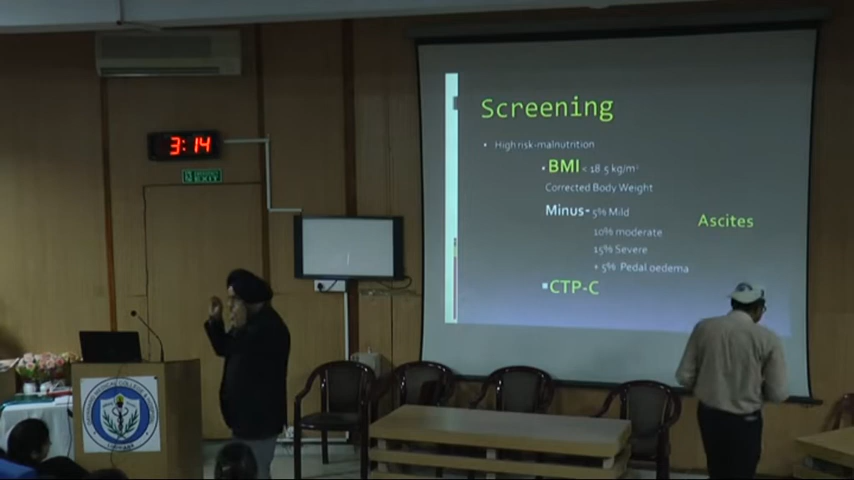 3:14
EXIT
Screening
• High risk-malnutrition
▪ BMI < 18 5 kg/m²
Corrected Body Weight
Minus- 5% Mild
10% moderate
15% Severe
+ 5% Pedal oedema
Ascites
▪ CTP-C